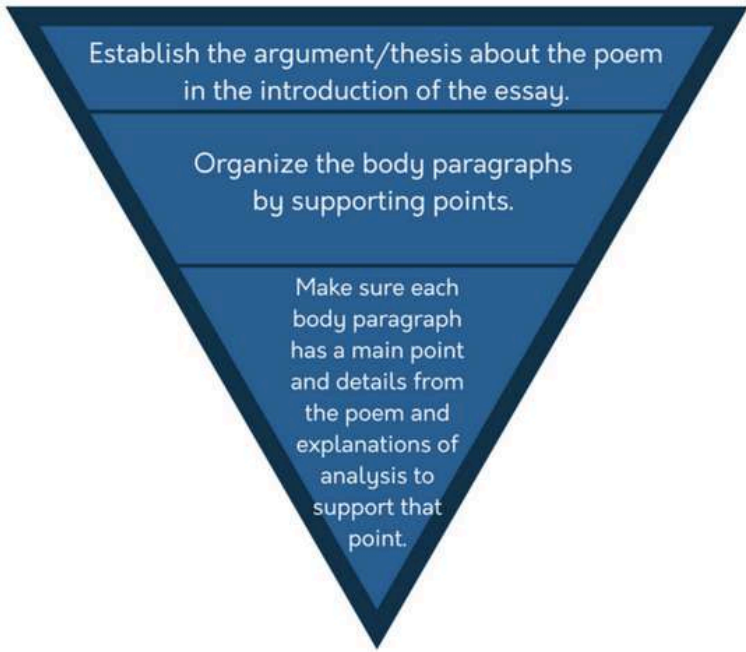 Establish the argument/thesis about the poem
in the introduction of the essay.
Organize the body paragraphs
by supporting points.
Make sure each
body paragraph
has a main point
and details from
the poem and
explanations of
analysis to
support that
point.